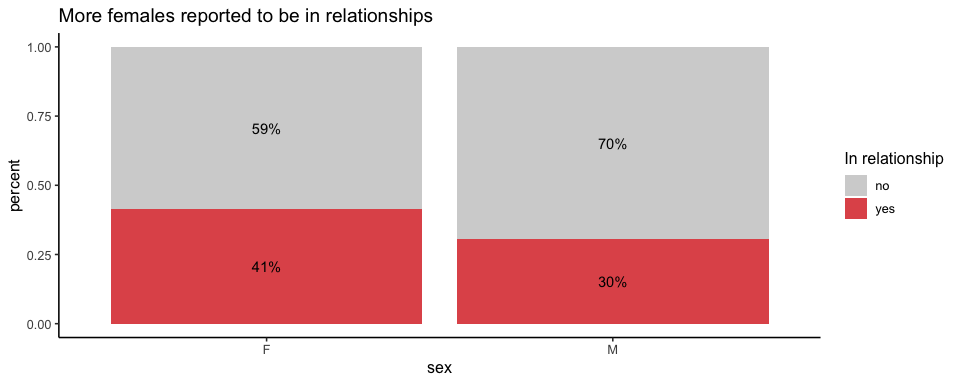 More females reported to be in relationships
1.00
0.75
0.50
0.25
0.00
percent
59%
70%
41%
30%
F
M
sex
In relationship
no
yes